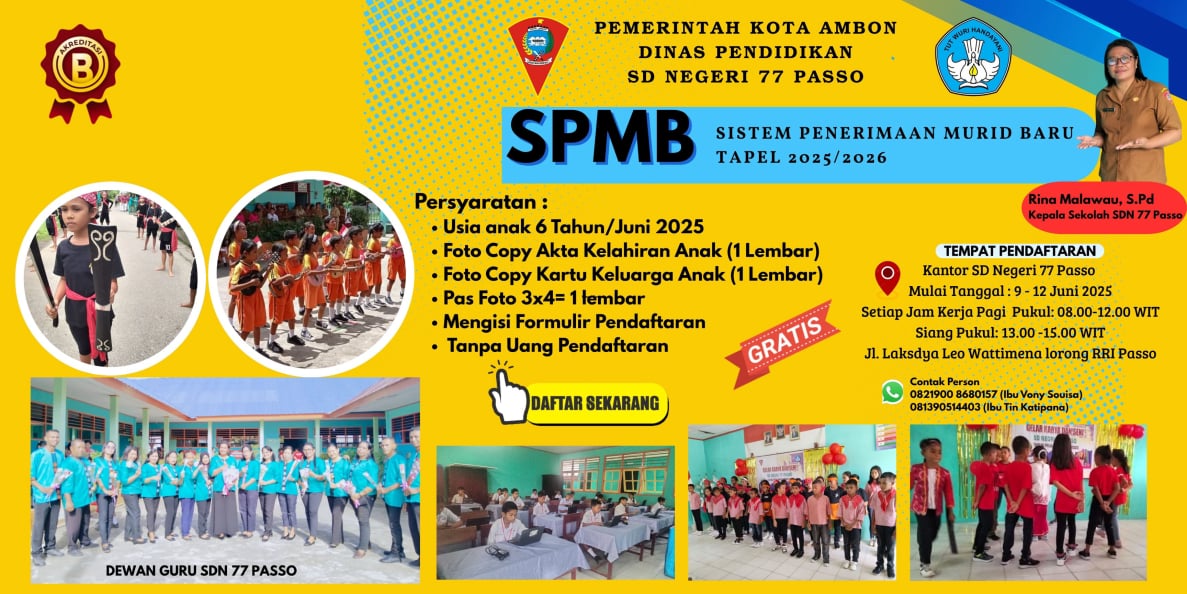 AKREDITASI
B
PEMERINTAH KOTA AMBON
DINAS PENDIDIKAN
SD NEGERI 77 PASSO
TUT WURI HANDAYANI
SPMB
SISTEM PENERIMAAN MURID BARU
TAPEL 2025/2026
Rina Malawau, S.Pd
Kepala Sekolah SDN 77 Passo
Persyaratan :
• Usia anak 6 Tahun/Juni 2025
• Foto Copy Akta Kelahiran Anak (1 Lembar)
• Foto Copy Kartu Keluarga Anak (1 Lembar)
• Pas Foto 3x4= 1 lembar
• Mengisi Formulir Pendaftaran
• Tanpa Uang Pendaftaran
GRATIS
DAFTAR SEKARANG
TEMPAT PENDAFTARAN
Kantor SD Negeri 77 Passo
Mulai Tanggal : 9 - 12 Juni 2025
Setiap Jam Kerja Pagi Pukul: 08.00-12.00 WIT
Siang Pukul: 13.00 -15.00 WIT
Jl. Laksdya Leo Wattimena lorong RRI Passo
Contak Person
0821900 8680157 (Ibu Vony Souisa)
081390514403 (Ibu Tin Katipana)
DEWAN GURU SDN 77 PASSO
GELAR KARYA DAN SENI
SD NEGERI